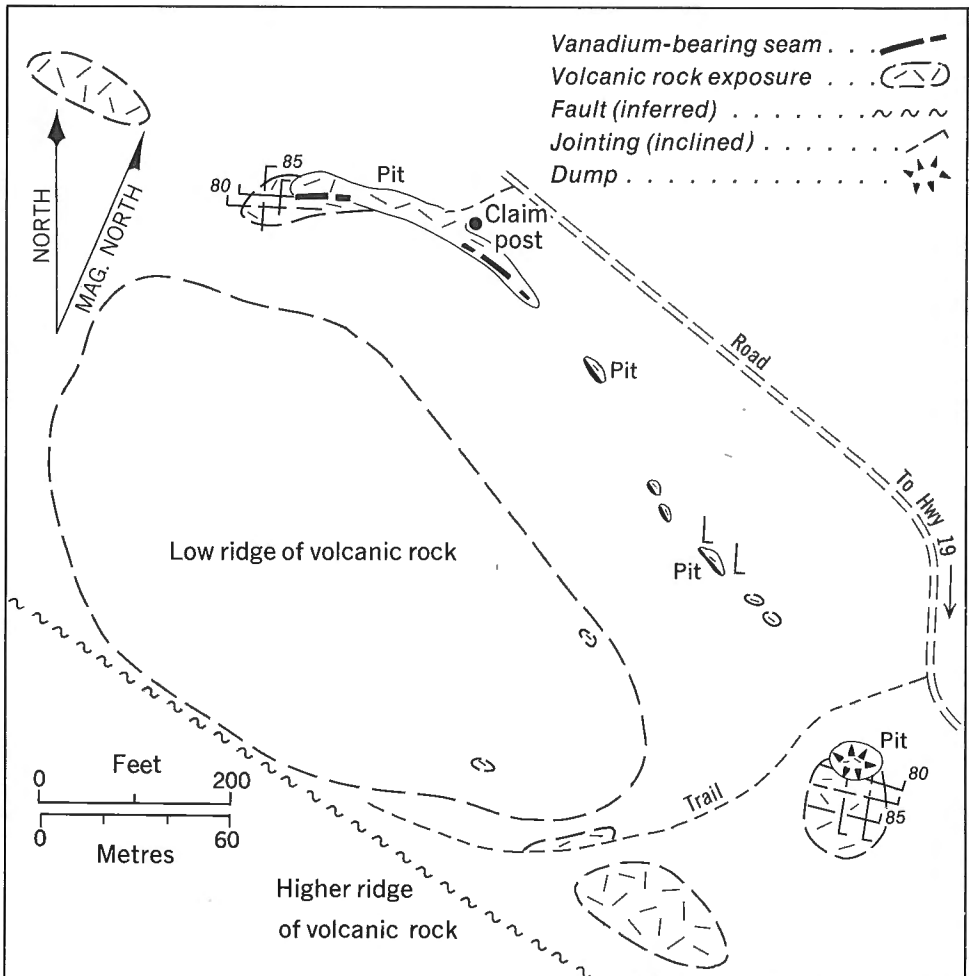 Vanadium-bearing seam . . .
Volcanic rock exposure . . .
Fault (inferred) . . . . . . .
Jointing (inclined) . . . . . .
Dump . . . . . . . . . . . . .
NORTH
MAG. NORTH
80
85
Pit
Claim
post
Road
Pit
To Hwy 19
Pit
Low ridge of volcanic rock
Feet
0 200
0 60
Metres
Trail
Pit
80
85
Higher ridge
of volcanic rock